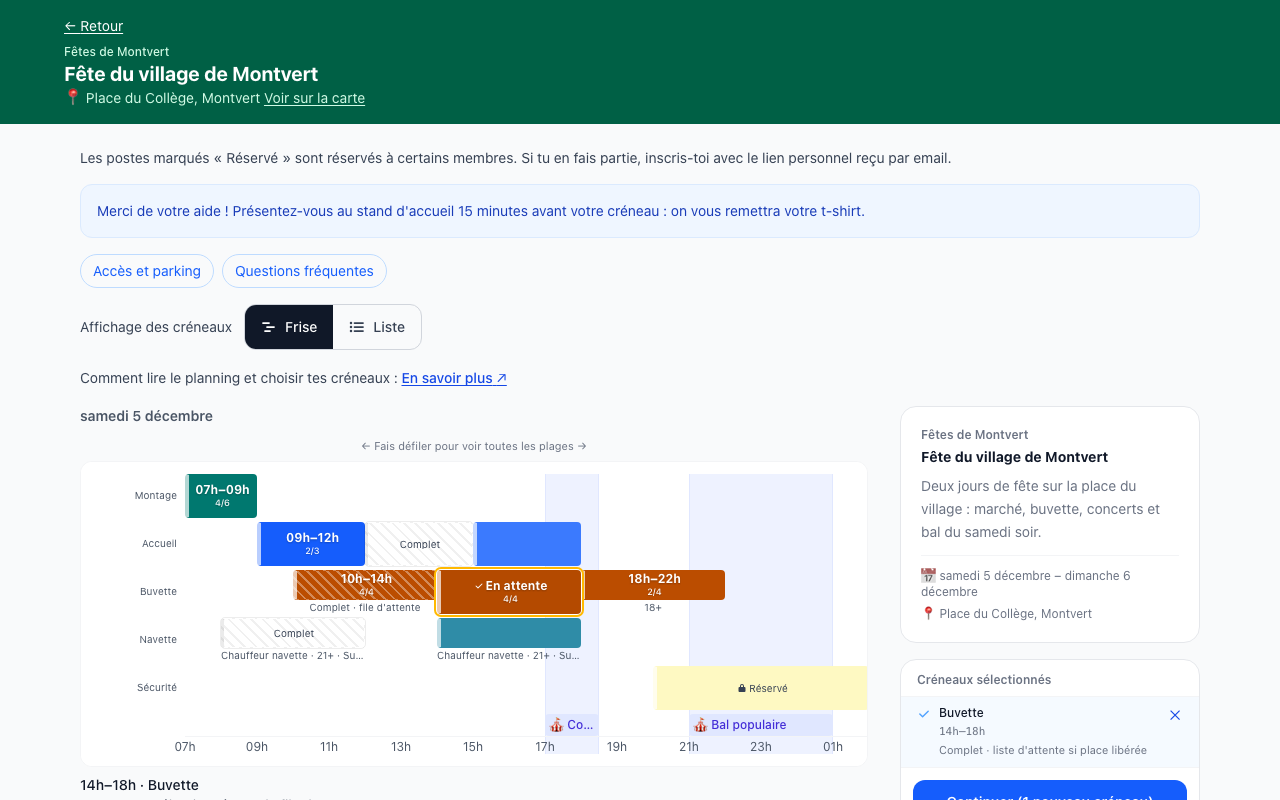 ← Retour
Fêtes de Montvert
Fête du village de Montvert
📍 Place du Collège, Montvert Voir sur la carte
Les postes marqués « Réservé » sont réservés à certains membres. Si tu en fais partie, inscris-toi avec le lien personnel reçu par email.
Merci de votre aide ! Présentez-vous au stand d'accueil 15 minutes avant votre créneau : on vous remettra votre t-shirt.
Accès et parking
Questions fréquentes
Affichage des créneaux
Frise
Liste
Comment lire le planning et choisir tes créneaux : En savoir plus ↗
samedi 5 décembre
← Fais défiler pour voir toutes les plages →
Montage
07h–09h
4/6
Accueil
09h–12h
2/3
Complet
Buvette
10h–14h
4/4
Complet · file d'attente
✓ En attente
4/4
18h–22h
2/4
18+
Navette
Complet
Chauffeur navette · 21+ · Su...
Chauffeur navette · 21+ · Su...
Sécurité
Réservé
Co...
Bal populaire
07h 09h 11h 13h 15h 17h 19h 21h 23h 01h
14h–18h · Buvette
Fêtes de Montvert
Fête du village de Montvert
Deux jours de fête sur la place du
village : marché, buvette, concerts et
bal du samedi soir.
samedi 5 décembre – dimanche 6
décembre
📍 Place du Collège, Montvert
Créneaux sélectionnés
Buvette
14h–18h
Complet · liste d'attente si place libérée
Continuer (1 nouveau créneau)